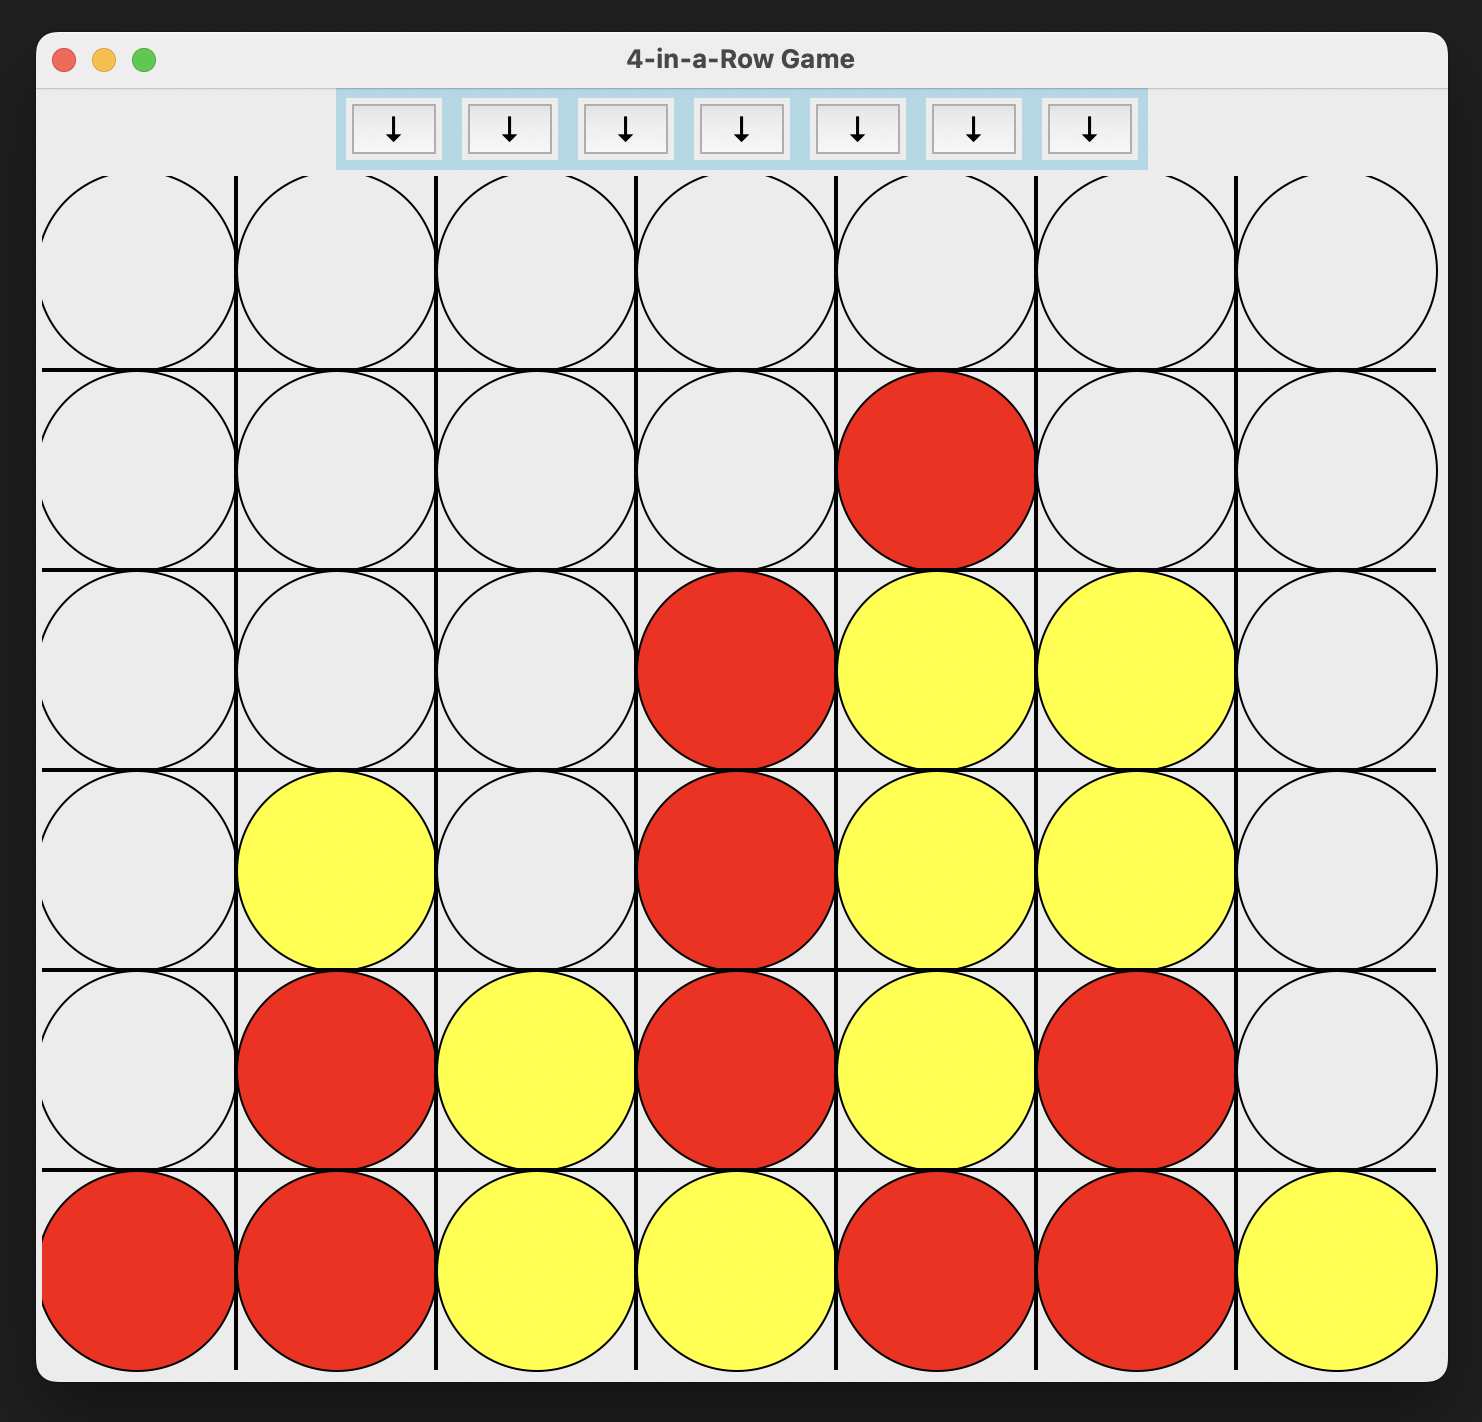 4-in-a-Row Game
↓ ↓ ↓ ↓ ↓ ↓ ↓